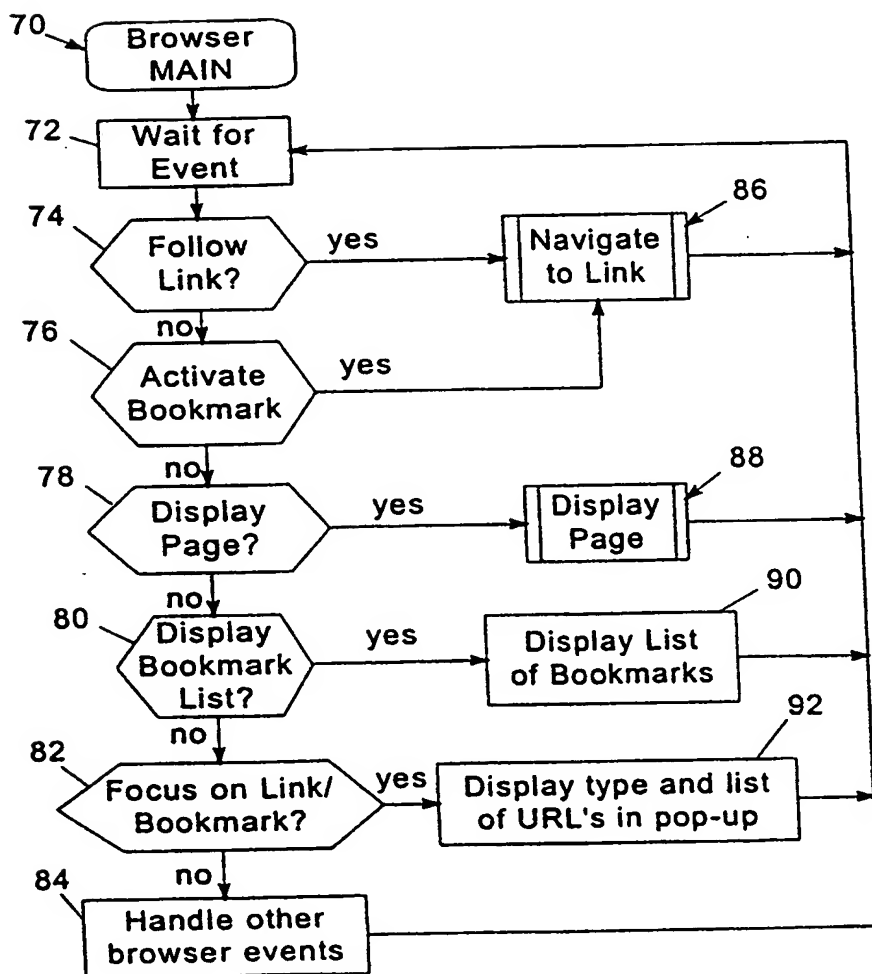 70
Browser
MAIN
72
Wait for
Event
74
Follow
Link?
yes
86
Navigate
to Link
no
76
Activate
Bookmark
yes
no
78
Display
Page?
yes
88
Display
Page
no
80
Display
Bookmark
List?
yes
90
Display List
of Bookmarks
no
82
Focus on Link/
Bookmark?
yes
92
Display type and list
of URL's in pop-up
no
84
Handle other
browser events